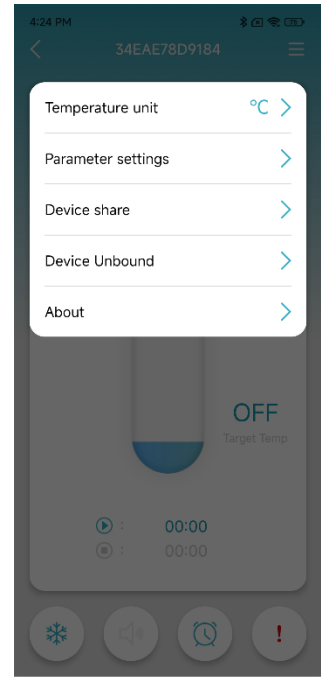 4:24 PM
34EAE78D9184
Temperature unit °C
Parameter settings
Device share
Device Unbound
About
OFF
Target Temp
: 00:00
: 00:00
!